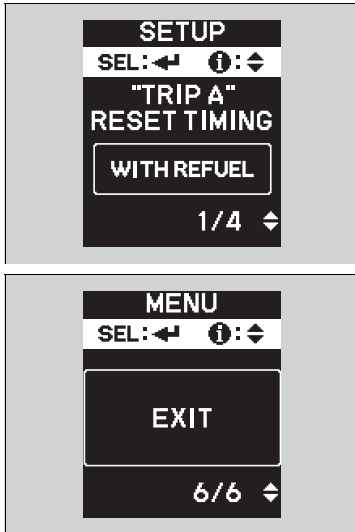 SETUP
SEL:↵ i:⬍
"TRIP A"
RESET TIMING
WITH REFUEL
1/4 ⬍
MENU
SEL:↵ i:⬍
EXIT
6/6 ⬍